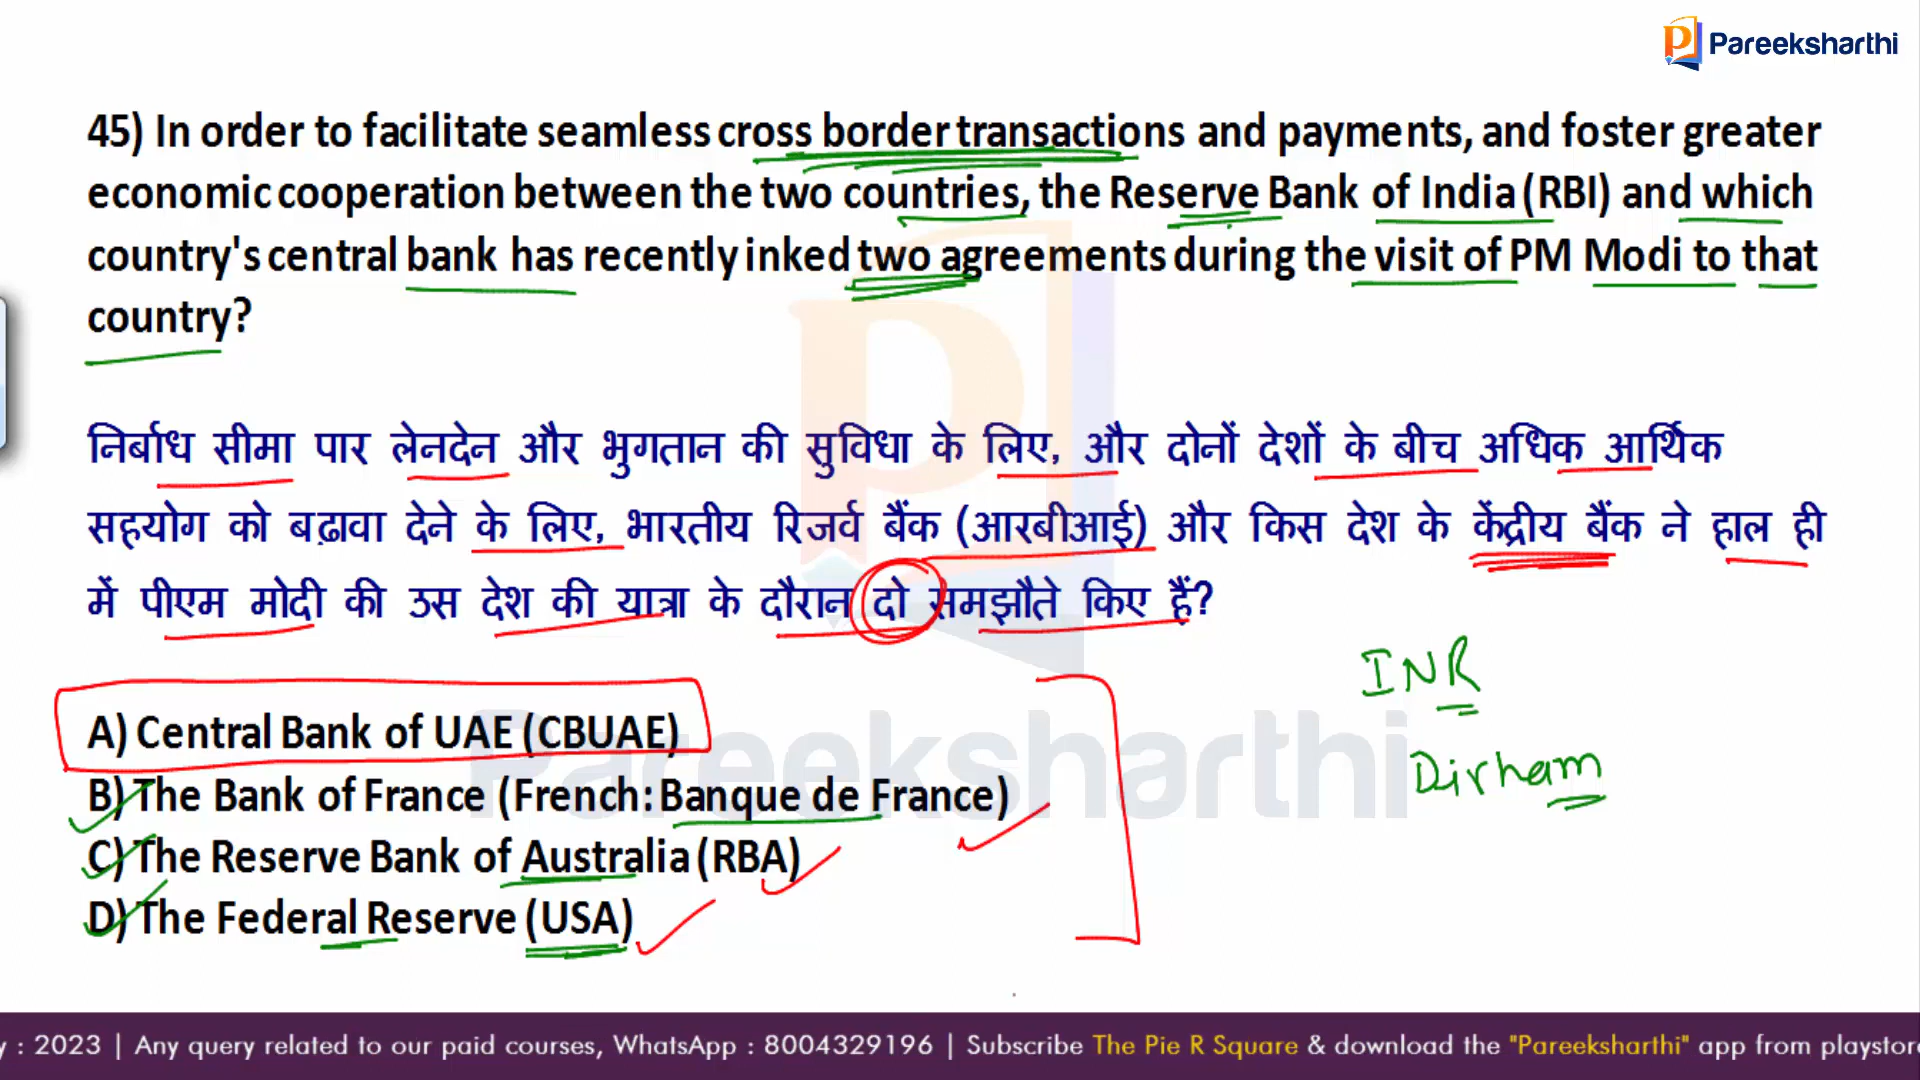 Pareeksharthi
45) In order to facilitate seamless cross border transactions and payments, and foster greater
economic cooperation between the two countries, the Reserve Bank of India (RBI) and which
country's central bank has recently inked two agreements during the visit of PM Modi to that
country?
निर्बाध सीमा पार लेनदेन और भुगतान की सुविधा के लिए, और दोनों देशों के बीच अधिक आर्थिक
सहयोग को बढ़ावा देने के लिए, भारतीय रिजर्व बैंक (आरबीआई) और किस देश के केंद्रीय बैंक ने हाल ही
में पीएम मोदी की उस देश की यात्रा के दौरान दो समझौते किए हैं?
INR
Dirham
A) Central Bank of UAE (CBUAE)
B) The Bank of France (French: Banque de France)
C) The Reserve Bank of Australia (RBA)
D) The Federal Reserve (USA)
Pareeksharthi
y : 2023 | Any query related to our paid courses, WhatsApp : 8004329196 | Subscribe The Pie R Square & download the "Pareeksharthi" app from playstore